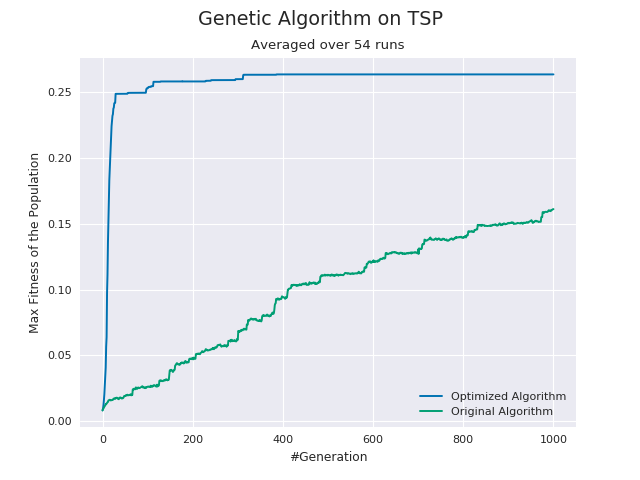 Genetic Algorithm on TSP
Averaged over 54 runs
Max Fitness of the Population
0.25
0.20
0.15
0.10
0.05
0.00
0
200
400
600
800
1000
#Generation
Optimized Algorithm
Original Algorithm